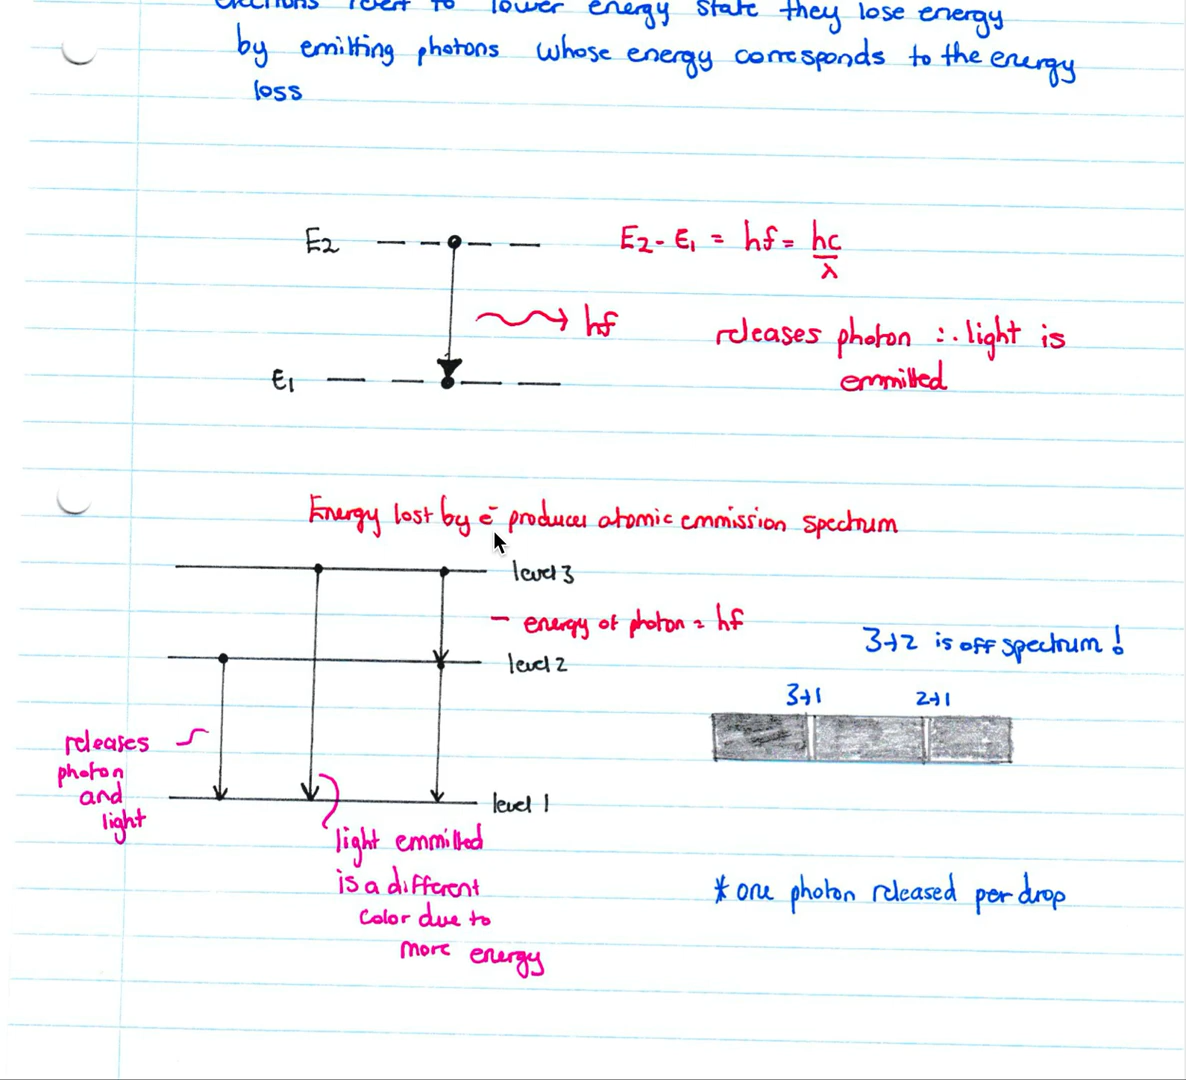 electrons revert to lower energy state they lose energy
by emitting photons whose energy corresponds to the energy
loss
E2
E2 - E1 = hf = hc/λ
hf
releases photon ∴ light is
emmitted
E1
Energy lost by e- produces atomic emmission spectrum
level 3
- energy of photon = hf
3→2 is off spectrum!
level 2
3→1 2→1
releases
photon
and
light
level 1
light emmitted
is a different
color due to
more energy
* one photon released per drop